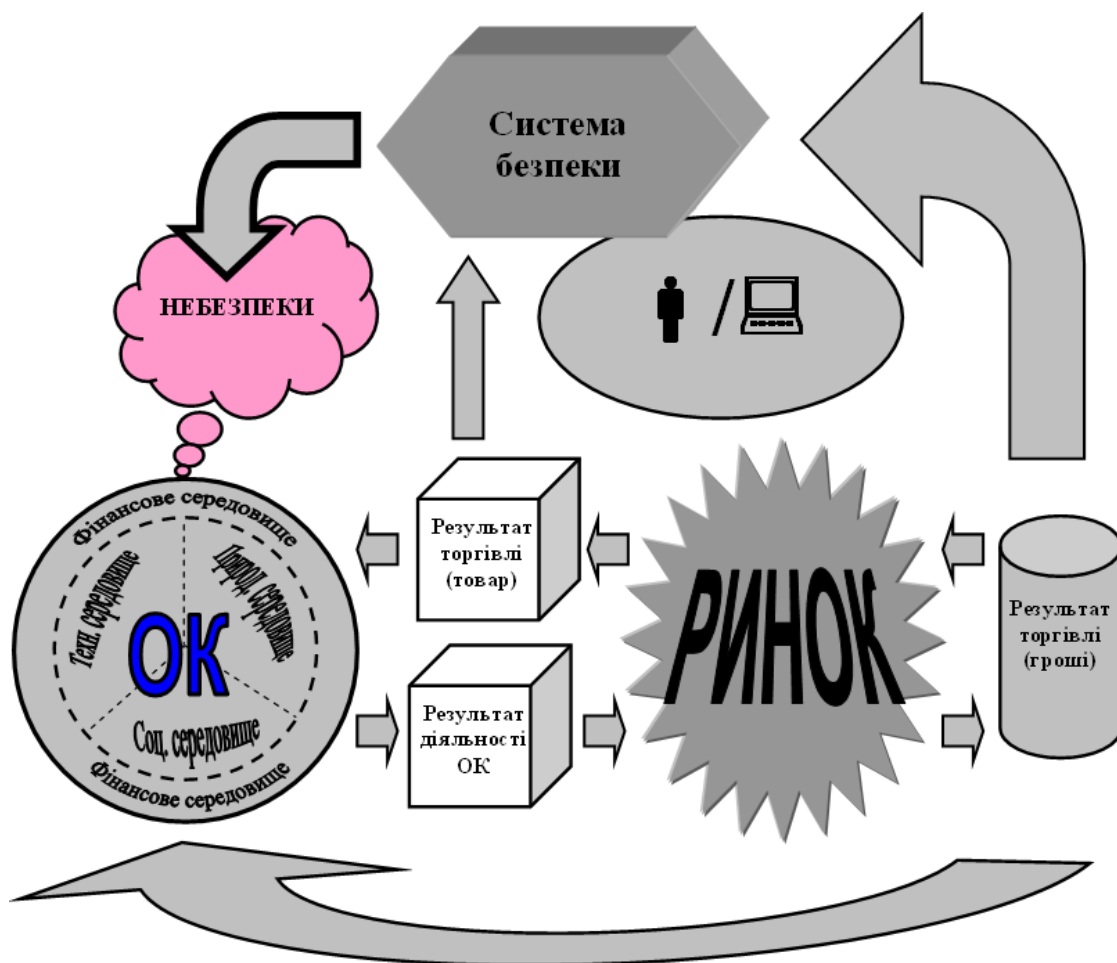 Система
безпеки
НЕБЕЗПЕКИ
/
Фінансове середовище
Техн. середовище
Природ. середовище
ОК
Соц. середовище
Фінансове середовище
Результат
торгівлі
(товар)
Результат
діяльності
ОК
РИНОК
Результат
торгівлі
(гроші)